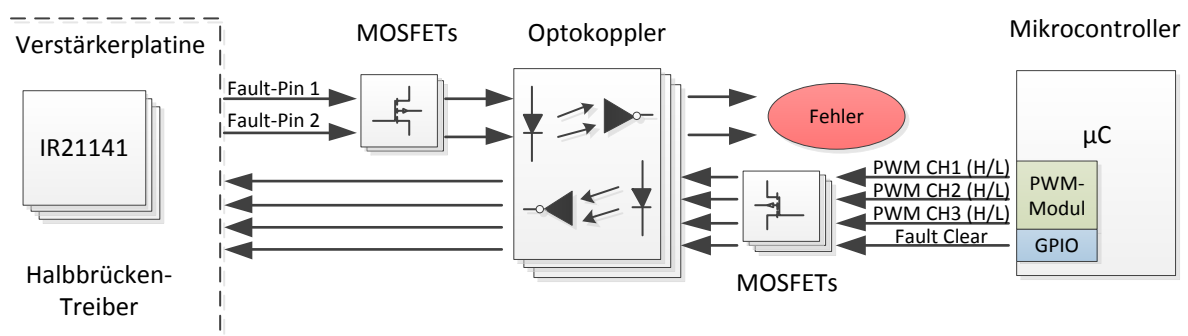 Verstärkerplatine
MOSFETs
Optokoppler
Mikrocontroller
IR21141
Fault-Pin 1
Fault-Pin 2
Fehler
µC
PWM CH1 (H/L)
PWM CH2 (H/L)
PWM CH3 (H/L)
Fault Clear
PWM-
Modul
GPIO
MOSFETs
Halbbrücken-
Treiber